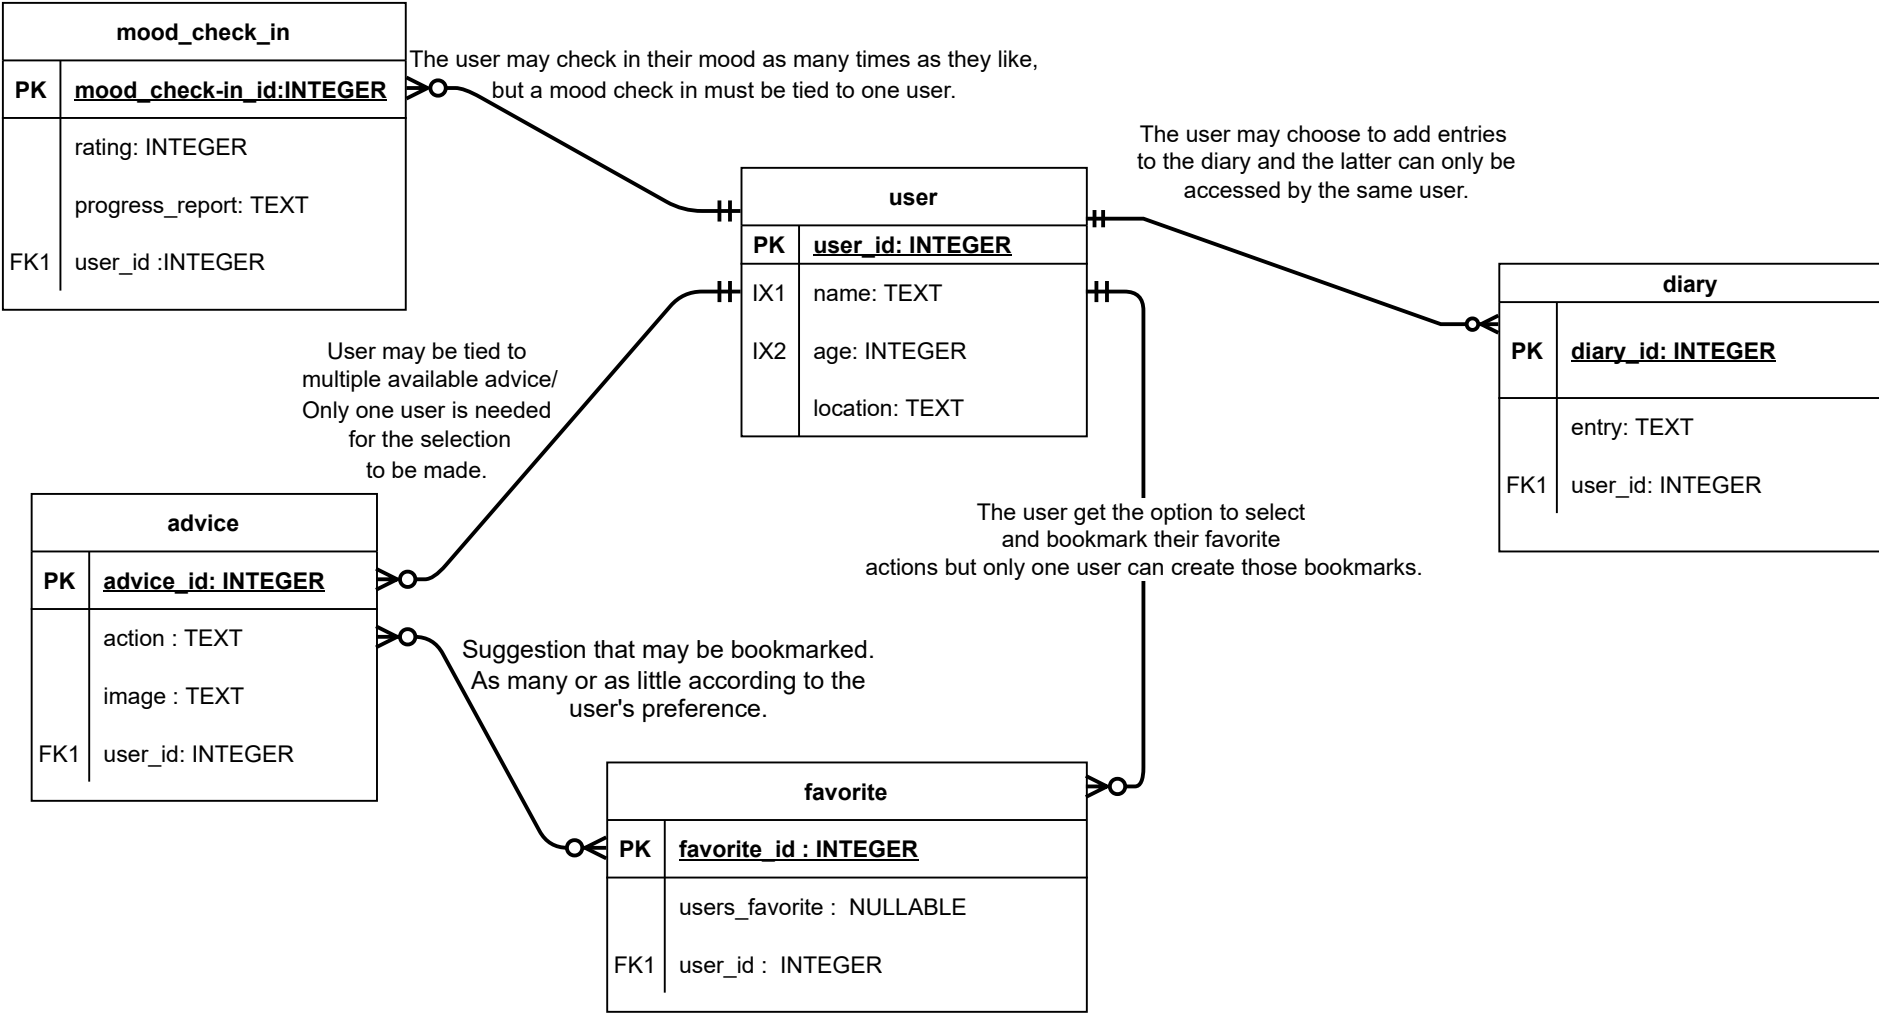 mood_check_in
PK mood_check-in_id:INTEGER
rating: INTEGER
progress_report: TEXT
FK1 user_id :INTEGER
The user may check in their mood as many times as they like,
but a mood check in must be tied to one user.
user
PK user_id: INTEGER
IX1 name: TEXT
IX2 age: INTEGER
location: TEXT
The user may choose to add entries
to the diary and the latter can only be
accessed by the same user.
diary
PK diary_id: INTEGER
entry: TEXT
FK1 user_id: INTEGER
User may be tied to
multiple available advice/
Only one user is needed
for the selection
to be made.
advice
PK advice_id: INTEGER
action : TEXT
image : TEXT
FK1 user_id: INTEGER
The user get the option to select
and bookmark their favorite
actions but only one user can create those bookmarks.
Suggestion that may be bookmarked.
As many or as little according to the
user's preference.
favorite
PK favorite_id : INTEGER
users_favorite : NULLABLE
FK1 user_id : INTEGER